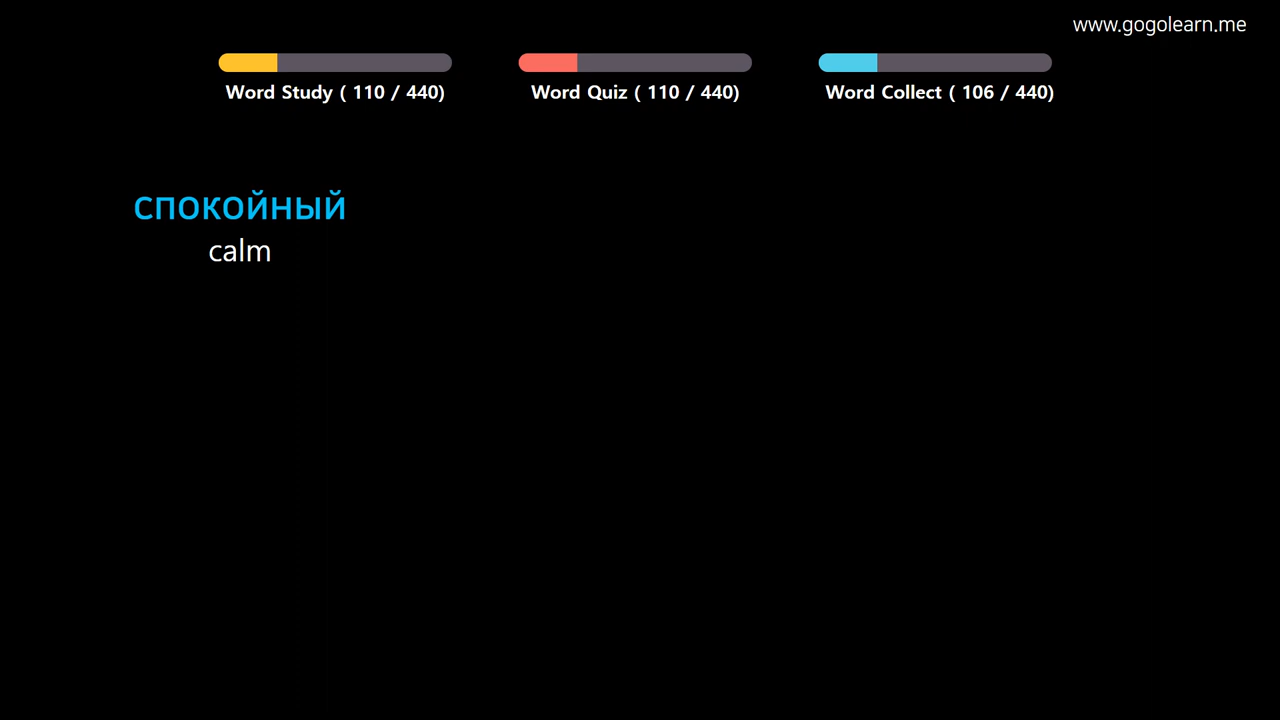 www.gogolearn.me
Word Study ( 110 / 440)
Word Quiz ( 110 / 440)
Word Collect ( 106 / 440)
спокойный
calm